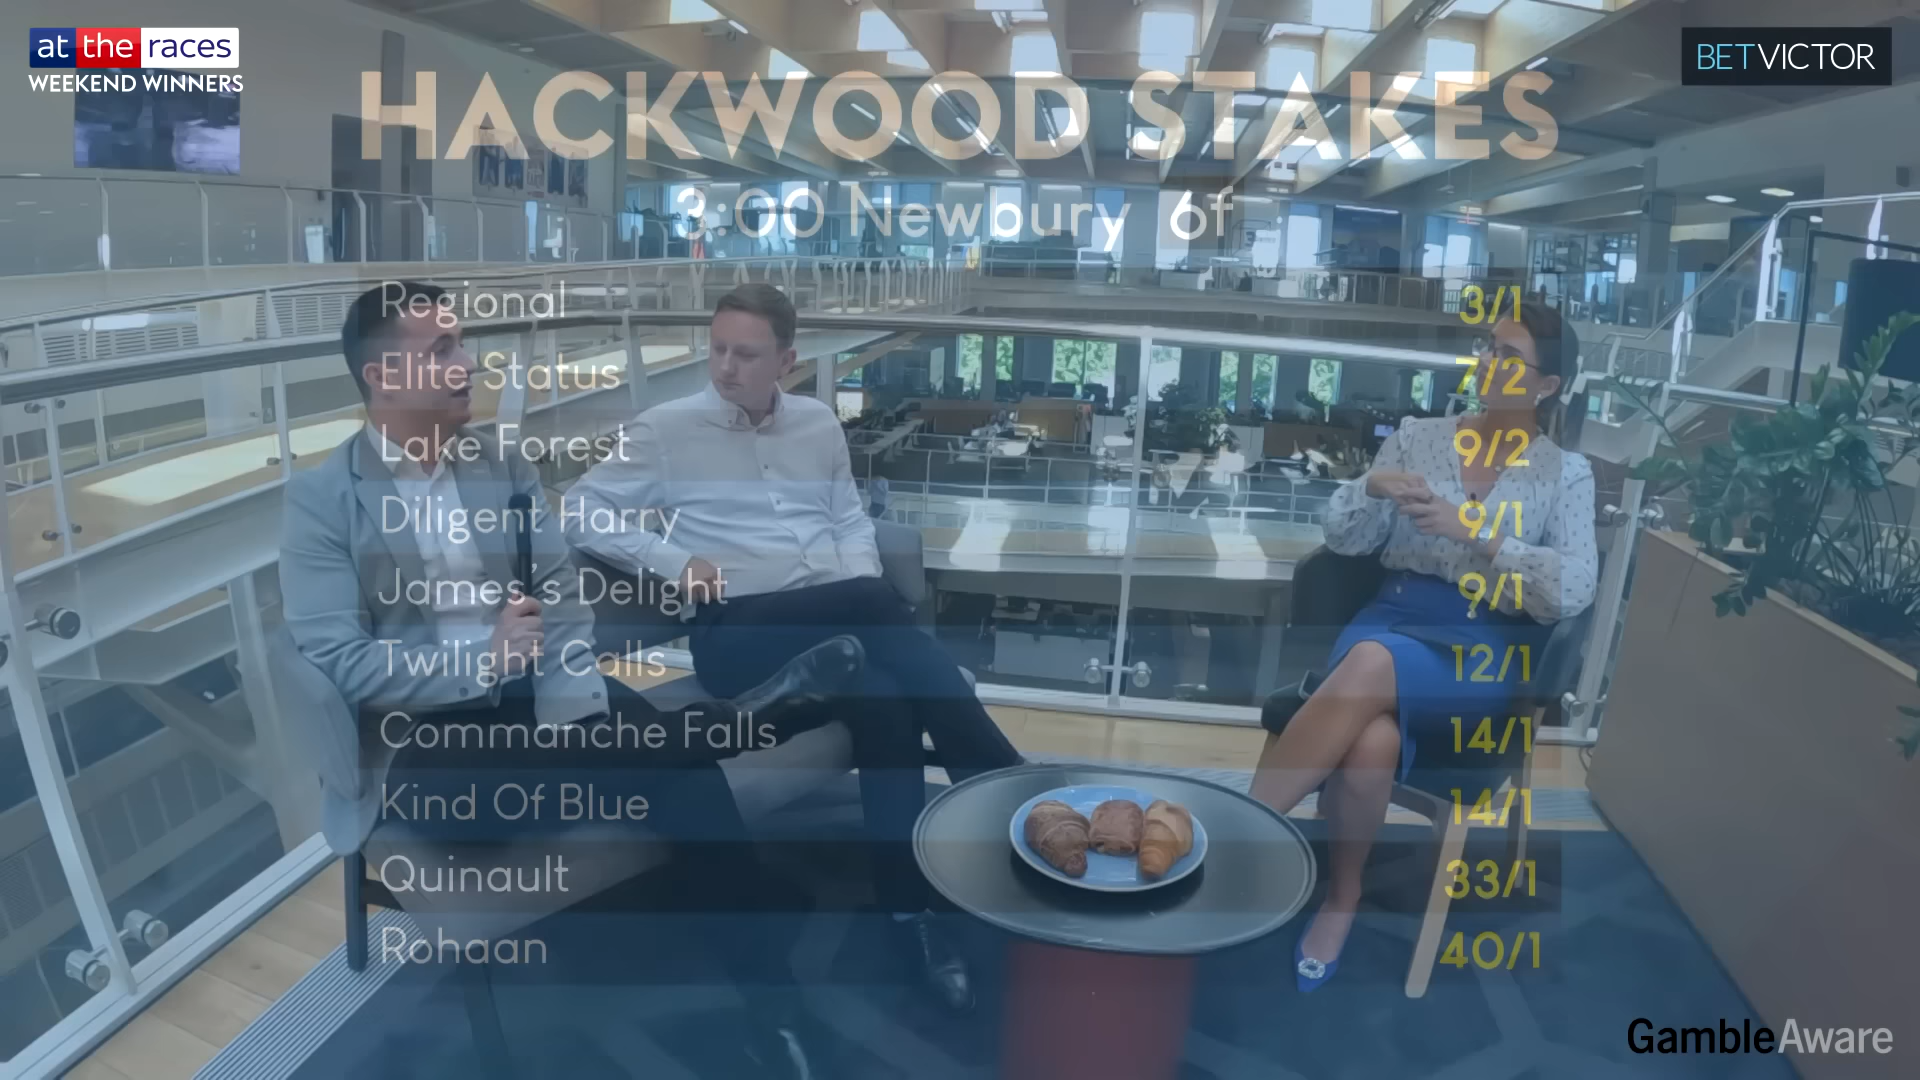 at the races
WEEKEND WINNERS
BETVICTOR
HACKWOOD STAKES
3:00 Newbury 6f
Regional 3/1
Elite Status 7/2
Lake Forest 9/2
Diligent Harry 9/1
James's Delight 9/1
Twilight Calls 12/1
Commanche Falls 14/1
Kind Of Blue 14/1
Quinault 33/1
Rohaan 40/1
GambleAware